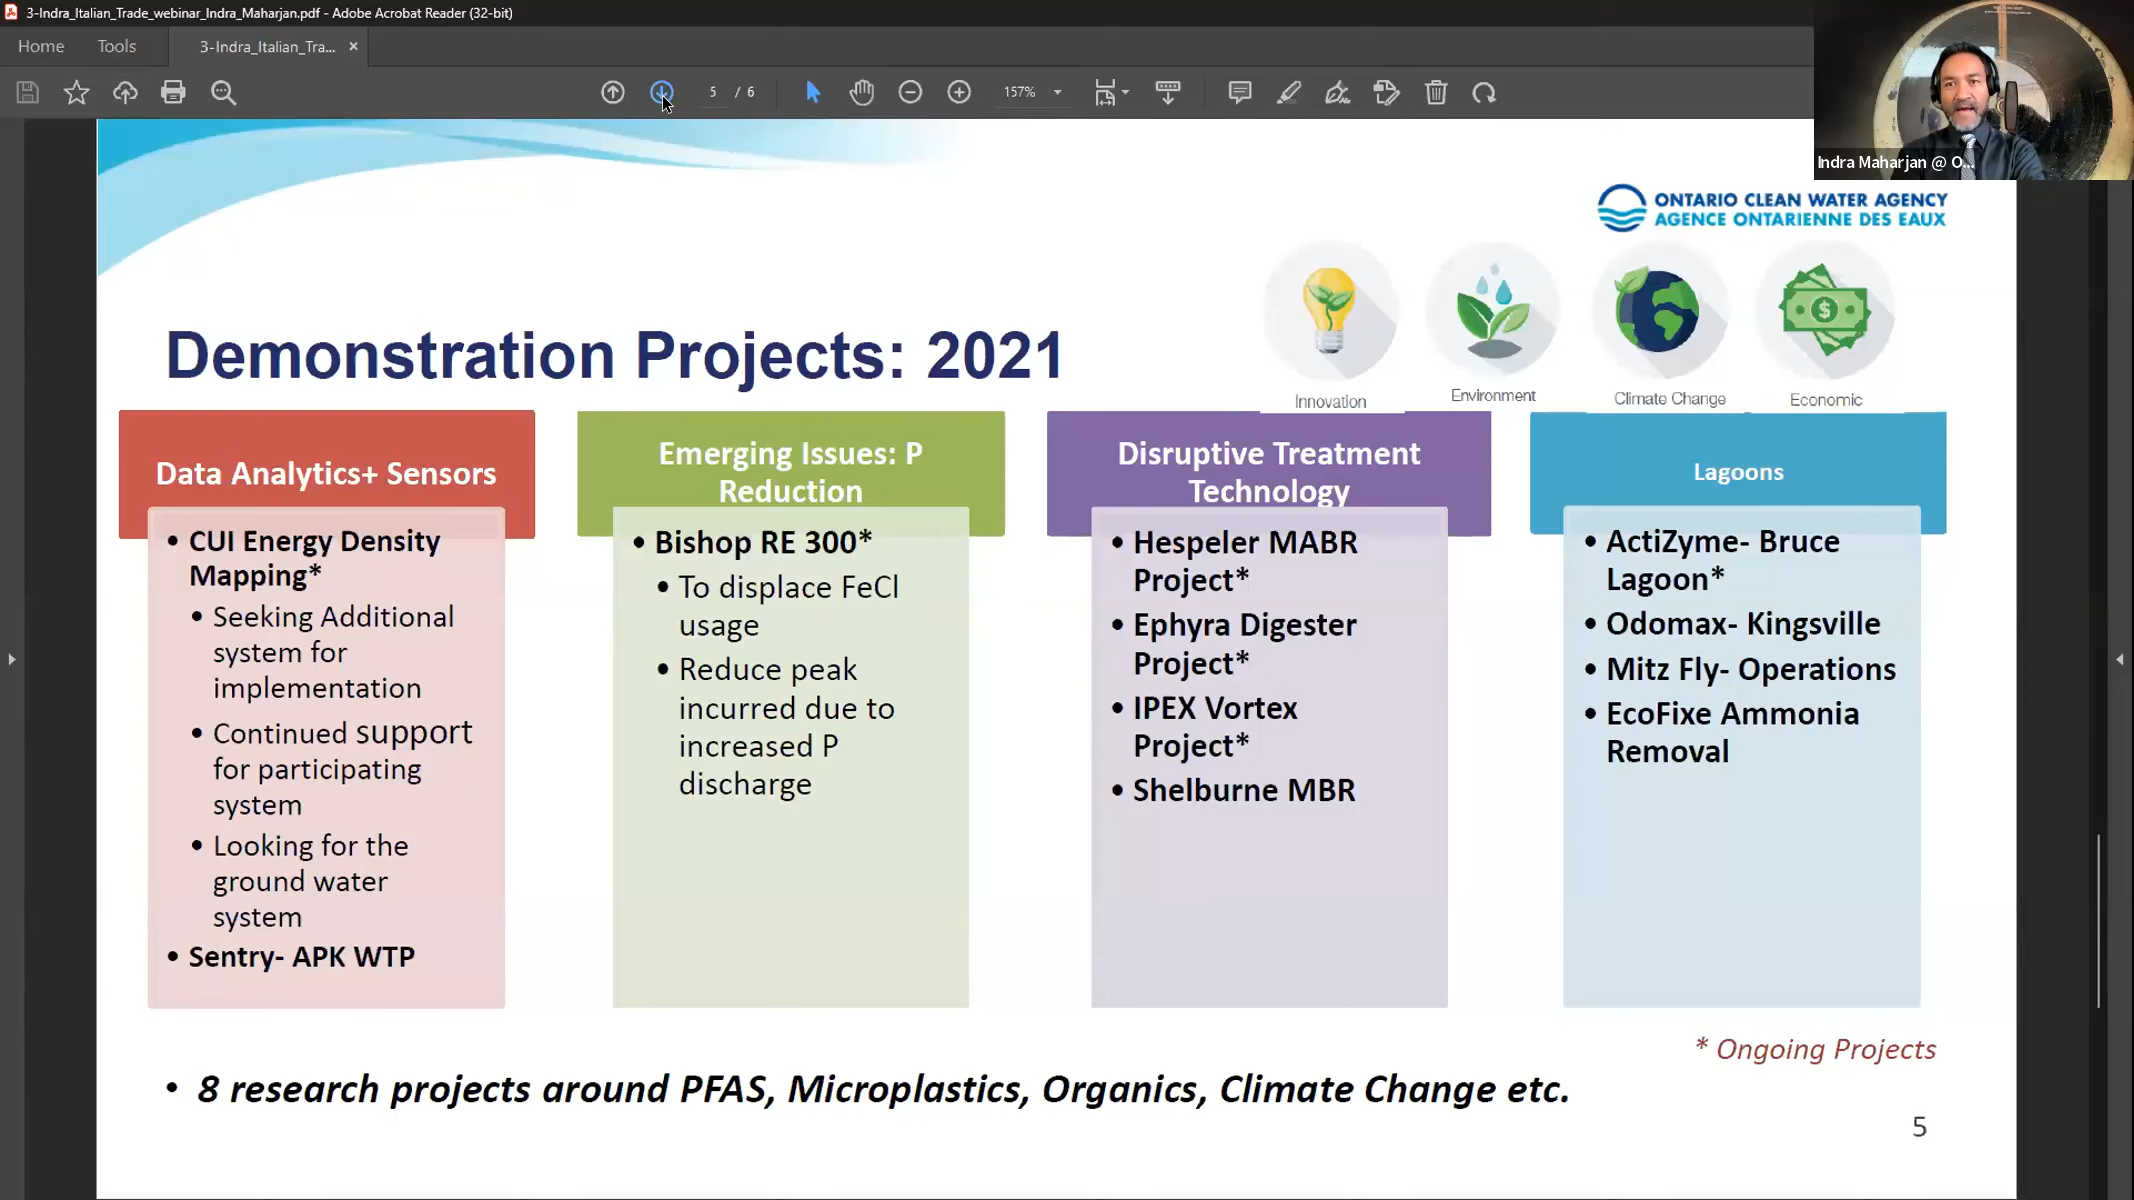 3-Indra_Italian_Trade_webinar_Indra_Maharjan.pdf - Adobe Acrobat Reader (32-bit)
Home
Tools
3-Indra_Italian_Tra...
5 / 6
157%
Indra Maharjan @ O...
ONTARIO CLEAN WATER AGENCY
AGENCE ONTARIENNE DES EAUX
Innovation
Environment
Climate Change
Economic
Demonstration Projects: 2021
Data Analytics+ Sensors
• CUI Energy Density
Mapping*
• Seeking Additional
system for
implementation
• Continued support
for participating
system
• Looking for the
ground water
system
• Sentry- APK WTP
Emerging Issues: P
Reduction
• Bishop RE 300*
• To displace FeCl
usage
• Reduce peak
incurred due to
increased P
discharge
Disruptive Treatment
Technology
• Hespeler MABR
Project*
• Ephyra Digester
Project*
• IPEX Vortex
Project*
• Shelburne MBR
Lagoons
• ActiZyme- Bruce
Lagoon*
• Odomax- Kingsville
• Mitz Fly- Operations
• EcoFixe Ammonia
Removal
* Ongoing Projects
• 8 research projects around PFAS, Microplastics, Organics, Climate Change etc.
5